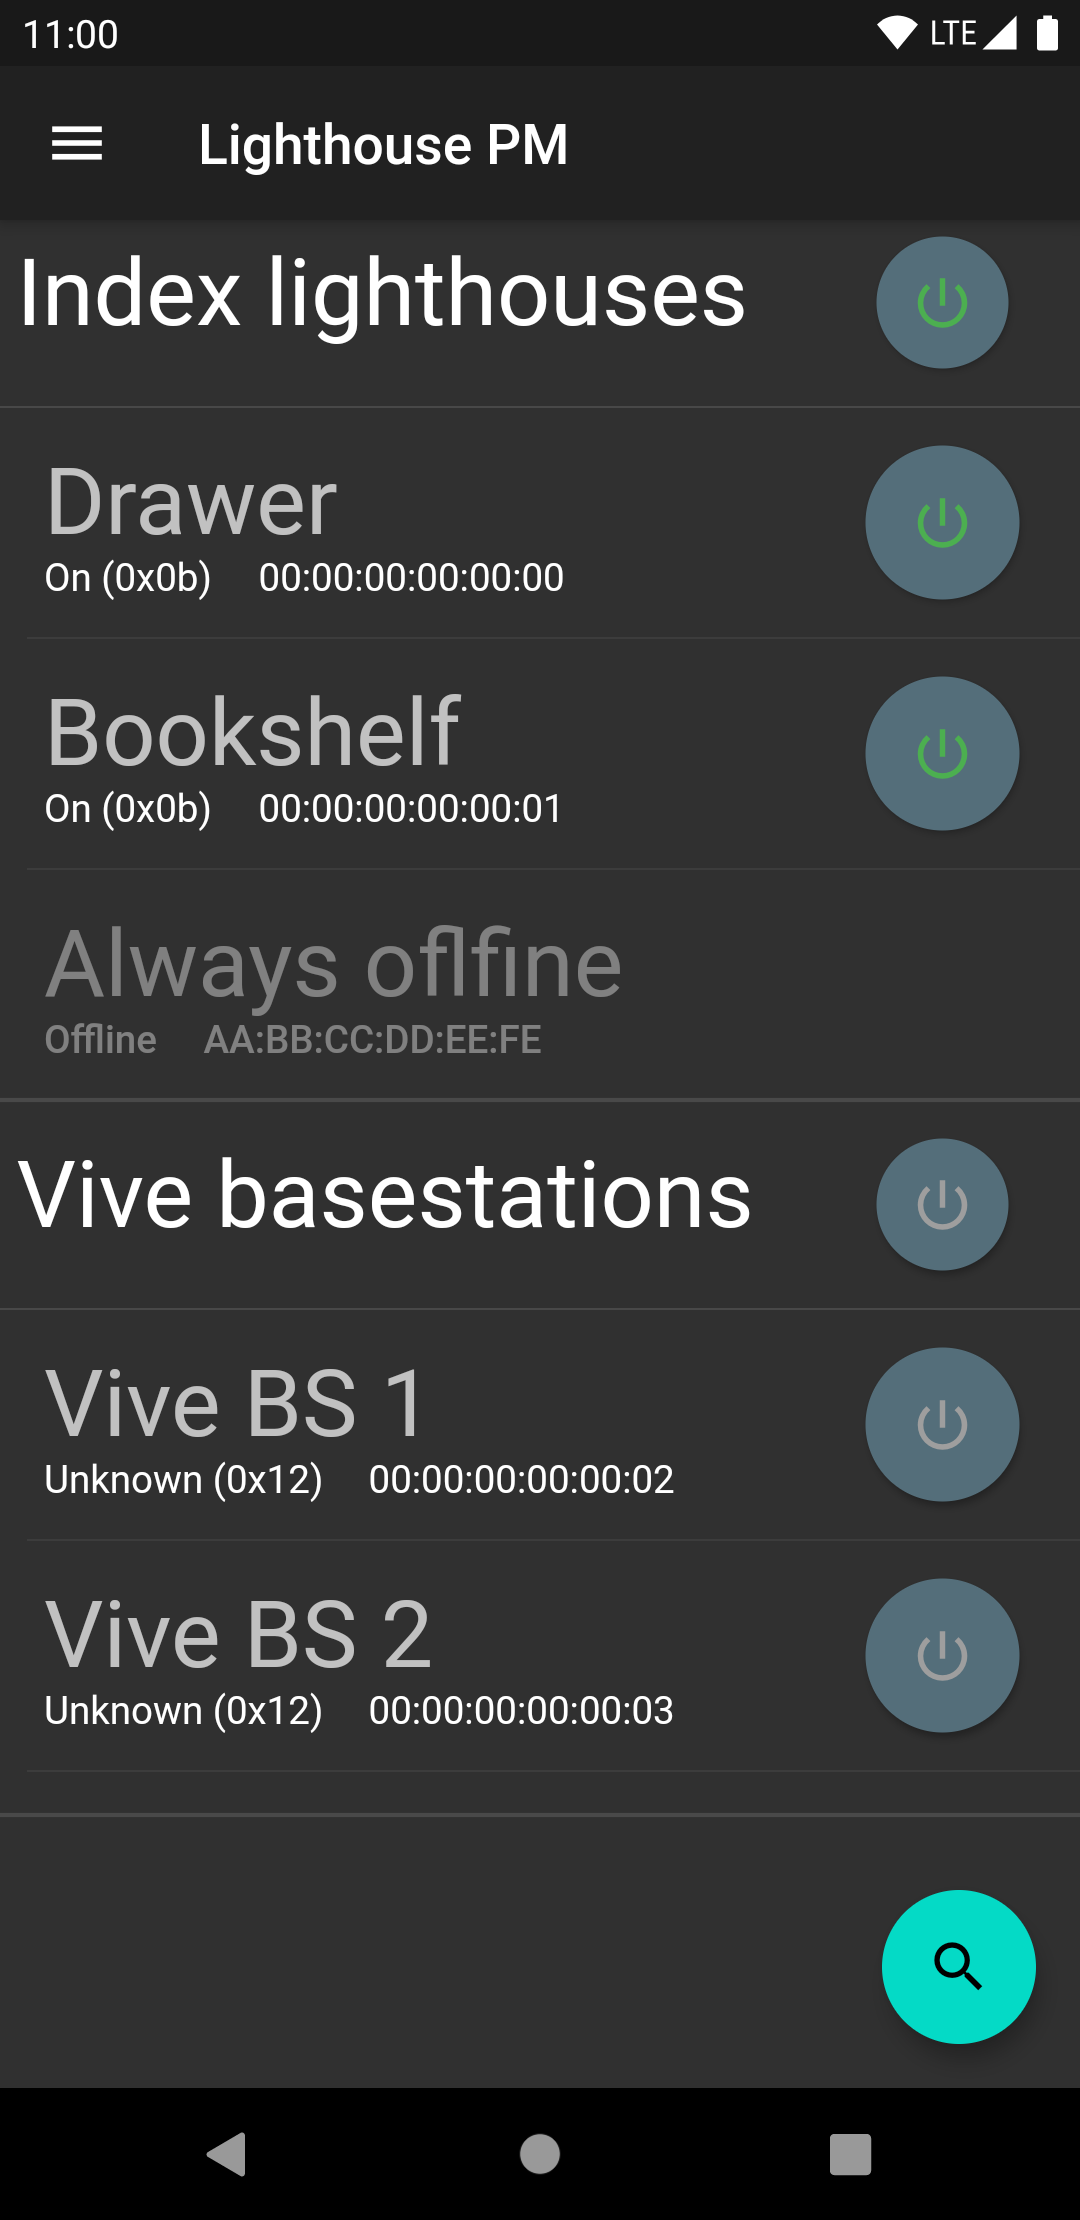 11:00 LTE
Lighthouse PM
Index lighthouses
Drawer
On (0x0b) 00:00:00:00:00:00
Bookshelf
On (0x0b) 00:00:00:00:00:01
Always oflfine
Offline AA:BB:CC:DD:EE:FE
Vive basestations
Vive BS 1
Unknown (0x12) 00:00:00:00:00:02
Vive BS 2
Unknown (0x12) 00:00:00:00:00:03